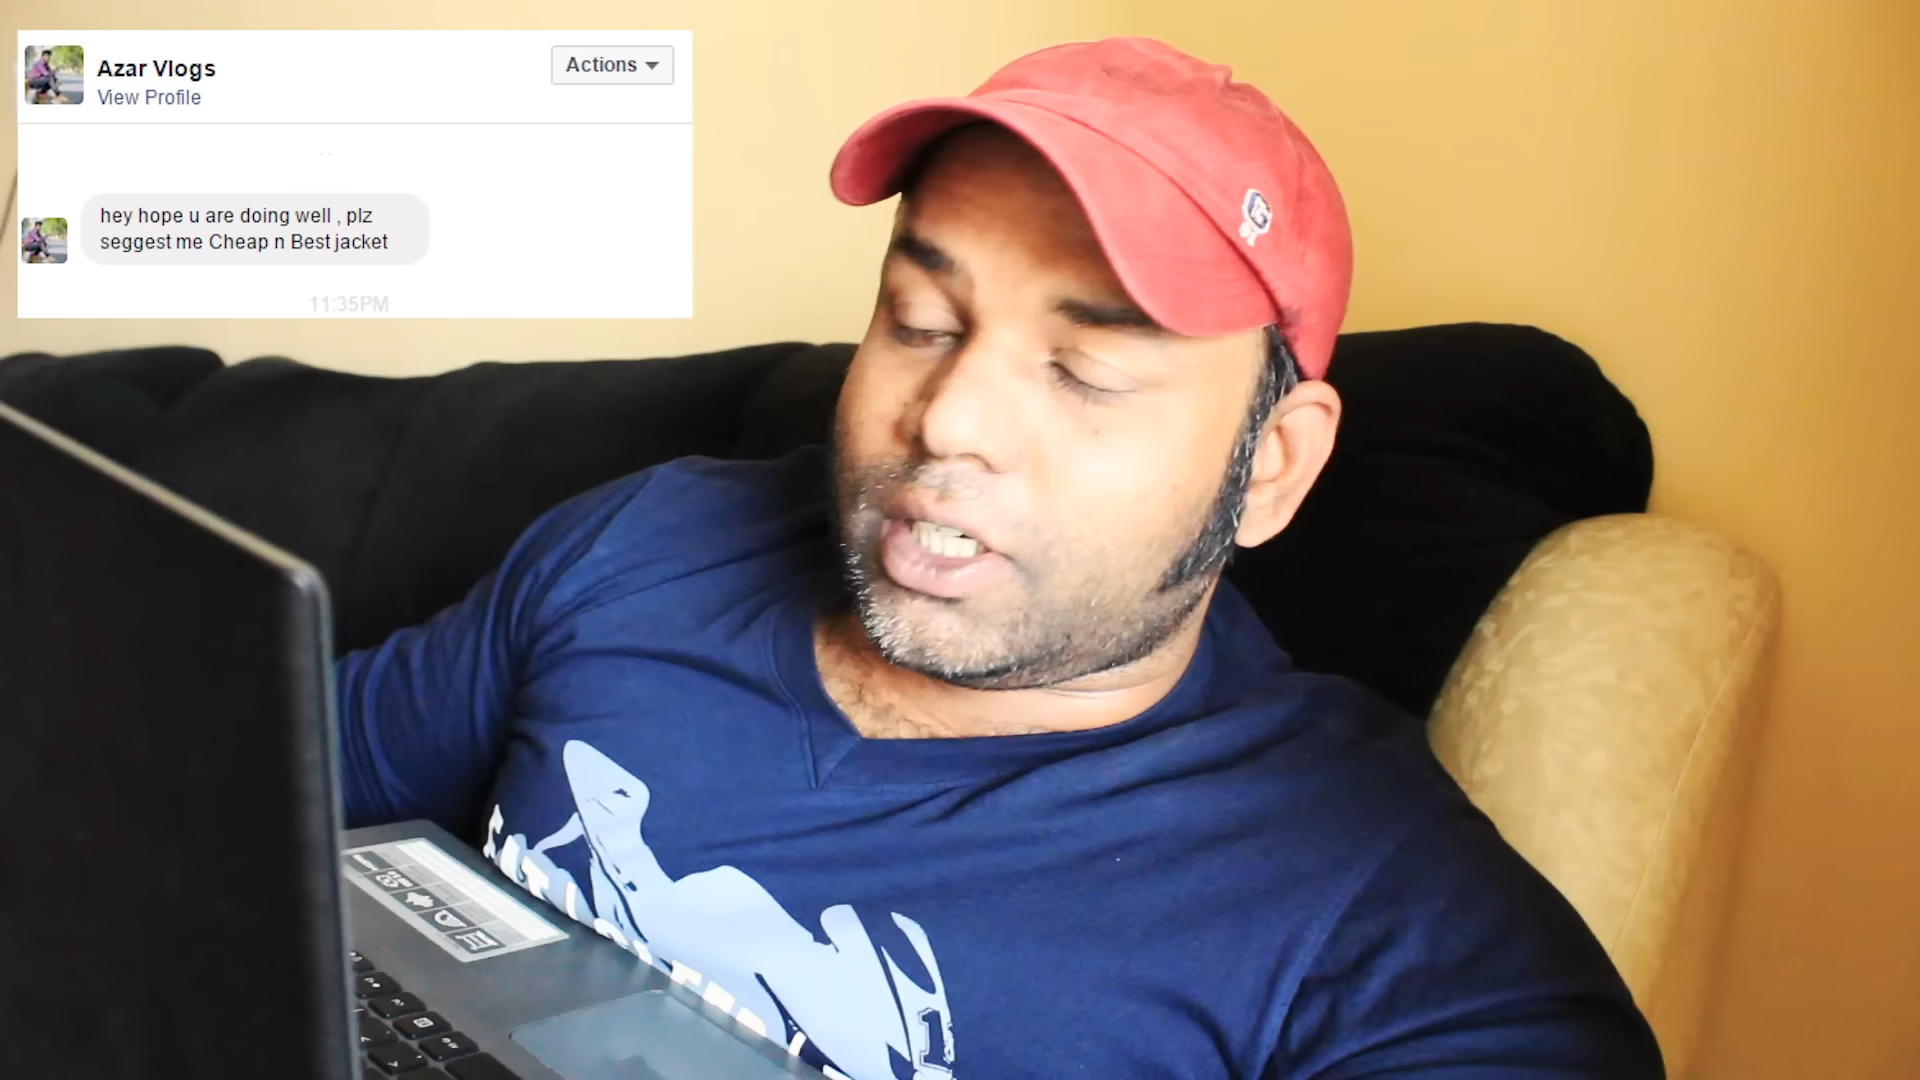 Azar Vlogs
View Profile
Actions
hey hope u are doing well , plz
seggest me Cheap n Best jacket
11:35PM